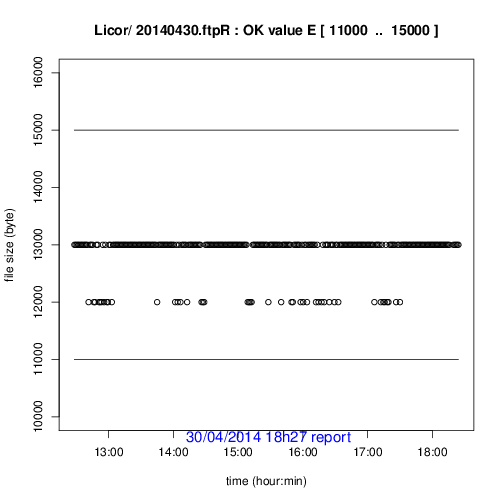 Licor/ 20140430.ftpR : OK value E [ 11000 .. 15000 ]
file size (byte)
16000
15000
14000
13000
12000
11000
10000
30/04/2014 18h27 report
13:00 14:00 15:00 16:00 17:00 18:00
time (hour:min)